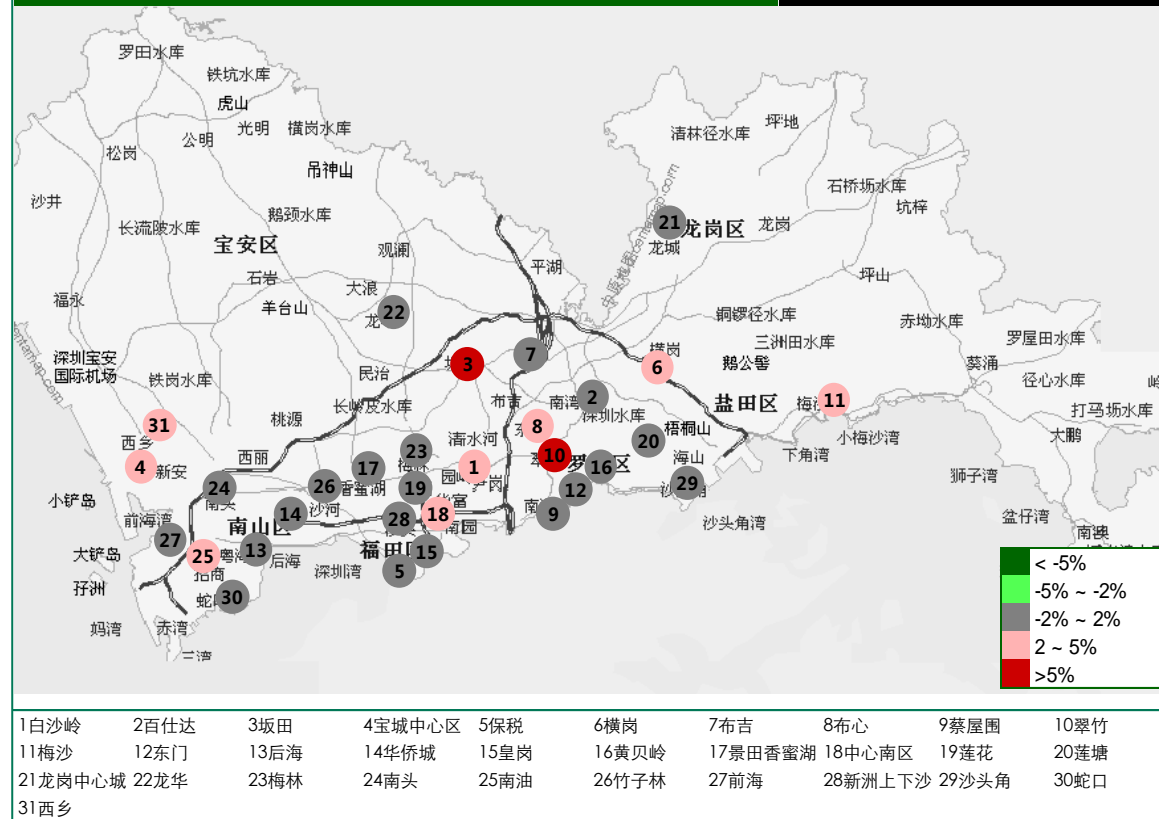 罗田水库
铁坑水库
虎山
公明
光明
横岗水库
松岗
吊神山
沙井
鹅颈水库
长流陂水库
宝安区
观澜
石岩
大浪
羊台山
福永
22
龙
深圳宝安
国际机场
铁岗水库
民治
长岭皮水库
桃源
31
西乡
4
新安
西丽
小铲岛
前海湾
大铲岛
孖洲
妈湾
赤湾
清林径水库
坪地
石桥坜水库
坑梓
21
龙岗区
龙城
龙岗
平湖
坪山
铜锣径水库
赤坳水库
三洲田水库
鹅公髻
罗屋田水库
葵涌
径心水库
打马坜水库
大鹏
横岗
6
盐田区
11
小梅沙湾
下角湾
狮子湾
盆仔湾
南澳
3
7
布吉
南湾
2
深圳水库
8
梧桐山
20
清水河
10
16
海山
29
沙头角湾
12
9
23
17
1
24
26
香蜜湖
19
沙河
14
28
18
南园
南山区
福田区
15
5
27
25
13
后海
深圳湾
招商
30
< -5%
-5% ~ -2%
-2% ~ 2%
2 ~ 5%
>5%
1白沙岭 2百仕达 3坂田 4宝城中心区 5保税 6横岗 7布吉 8布心 9蔡屋围 10翠竹
11梅沙 12东门 13后海 14华侨城 15皇岗 16黄贝岭 17景田香蜜湖 18中心南区 19莲花 20莲塘
21龙岗中心城 22龙华 23梅林 24南头 25南油 26竹子林 27前海 28新洲上下沙 29沙头角 30蛇口
31西乡